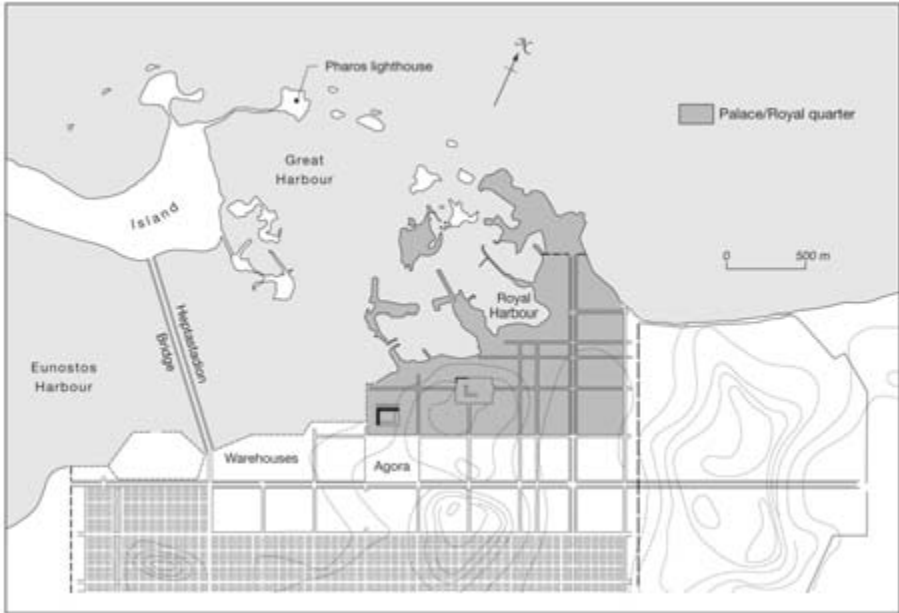 Pharos lighthouse
N
Palace/Royal quarter
Great
Harbour
Island
0 500 m
Royal
Harbour
Heptastadion
Bridge
Eunostos
Harbour
Warehouses
Agora